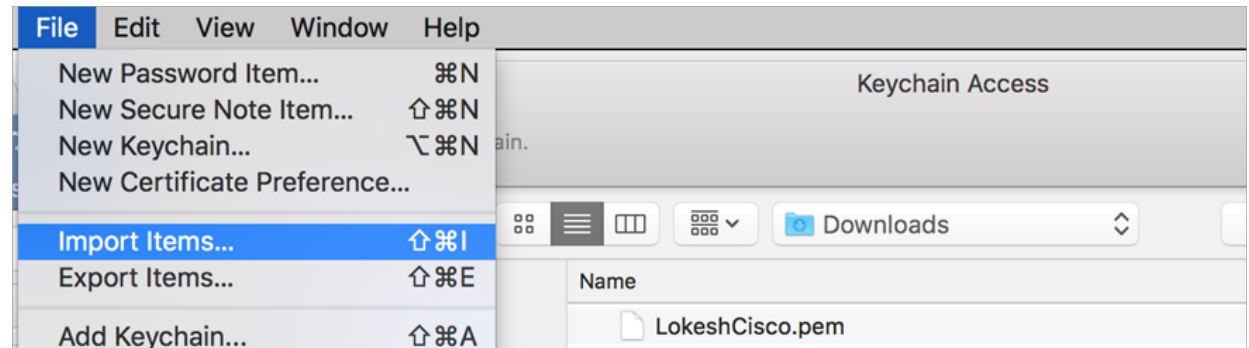 File Edit View Window Help
New Password Item... ⌘N
New Secure Note Item... ⇧⌘N
New Keychain... ⌥⌘N
New Certificate Preference...
Import Items... ⇧⌘I
Export Items... ⇧⌘E
Add Keychain... ⇧⌘A
Keychain Access
ain.
Downloads
Name
LokeshCisco.pem